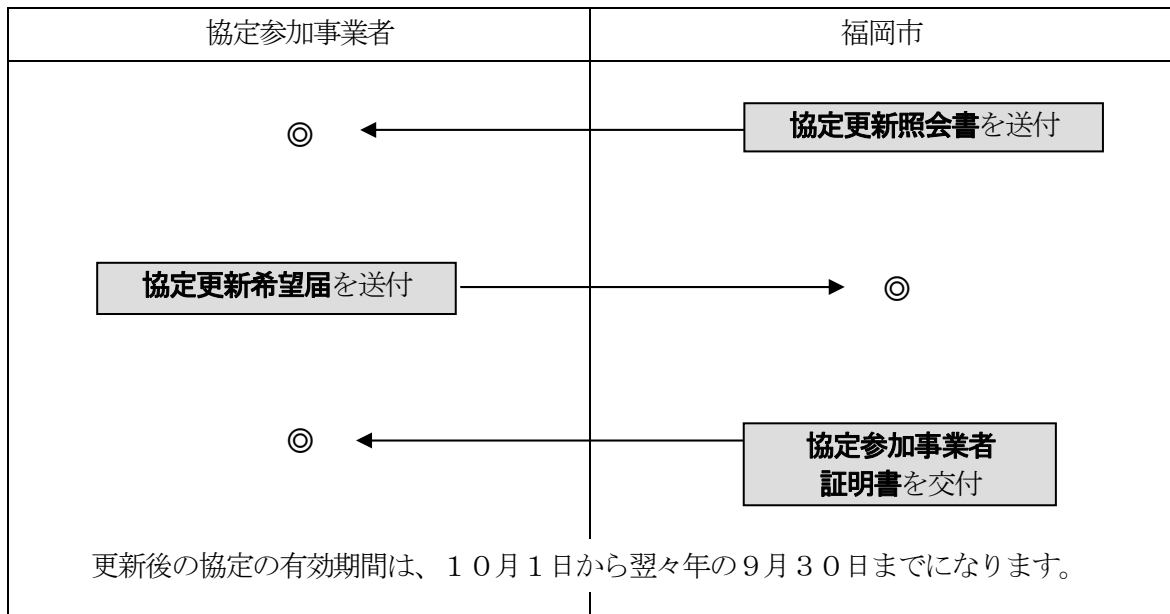 協定参加事業者
福岡市
◎
協定更新照会書を送付
協定更新希望届を送付
◎
◎
協定参加事業者
証明書を交付
更新後の協定の有効期間は、１０月１日から翌々年の９月３０日までになります。